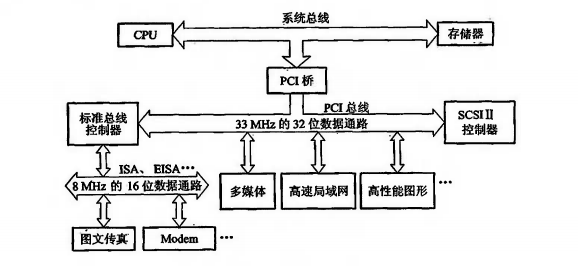 系统总线
CPU
存储器
PCI 桥
PCI 总线
标准总线
控制器
33 MHz 的 32 位数据通路
SCSI II
控制器
ISA、EISA…
8 MHz 的 16 位数据通路
多媒体
高速局域网
高性能图形
…
图文传真
Modem
…